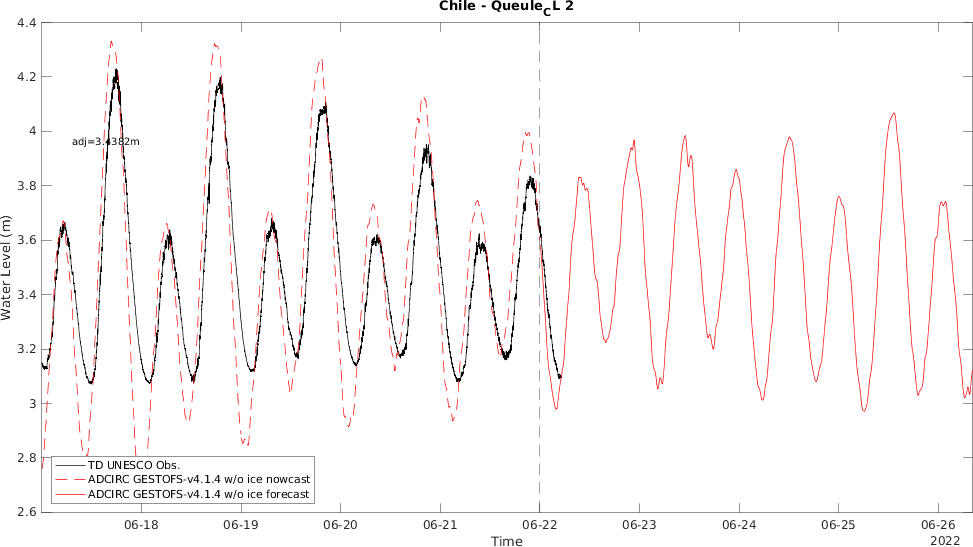 Chile - Queule_CL 2
4.4
4.2
4
3.8
3.6
3.4
3.2
3
2.8
2.6
Water Level (m)
adj=3.4382m
TD UNESCO Obs.
ADCIRC GESTOFS-v4.1.4 w/o ice nowcast
ADCIRC GESTOFS-v4.1.4 w/o ice forecast
06-18 06-19 06-20 06-21 06-22 06-23 06-24 06-25 06-26
Time
2022